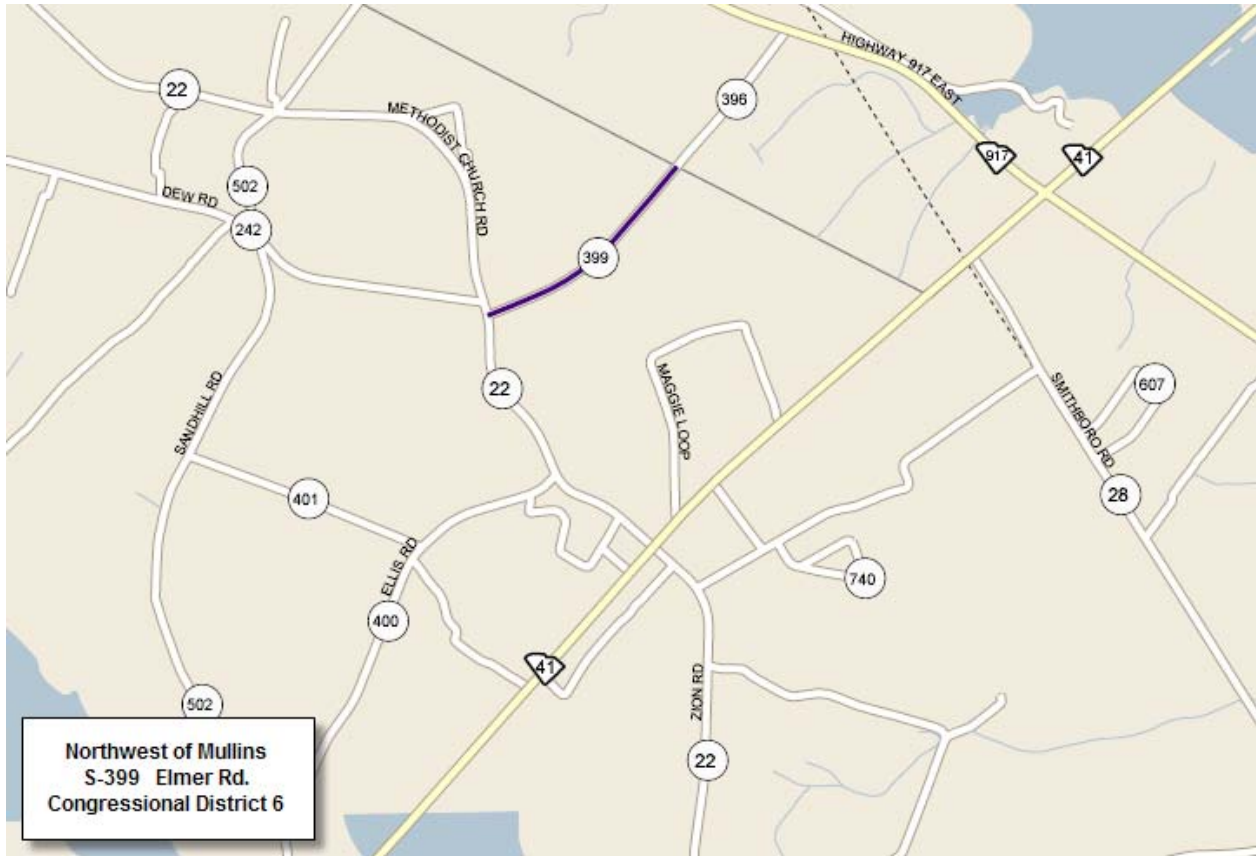 HIGHWAY 917 EAST
22
396
METHODIST CHURCH RD
917
41
502
DEW RD
242
399
22
MAGGIE LOOP
607
SMITHBORO RD
SANDHILL RD
401
28
ELLIS RD
740
400
41
ZION RD
502
22
Northwest of Mullins
S-399 Elmer Rd.
Congressional District 6